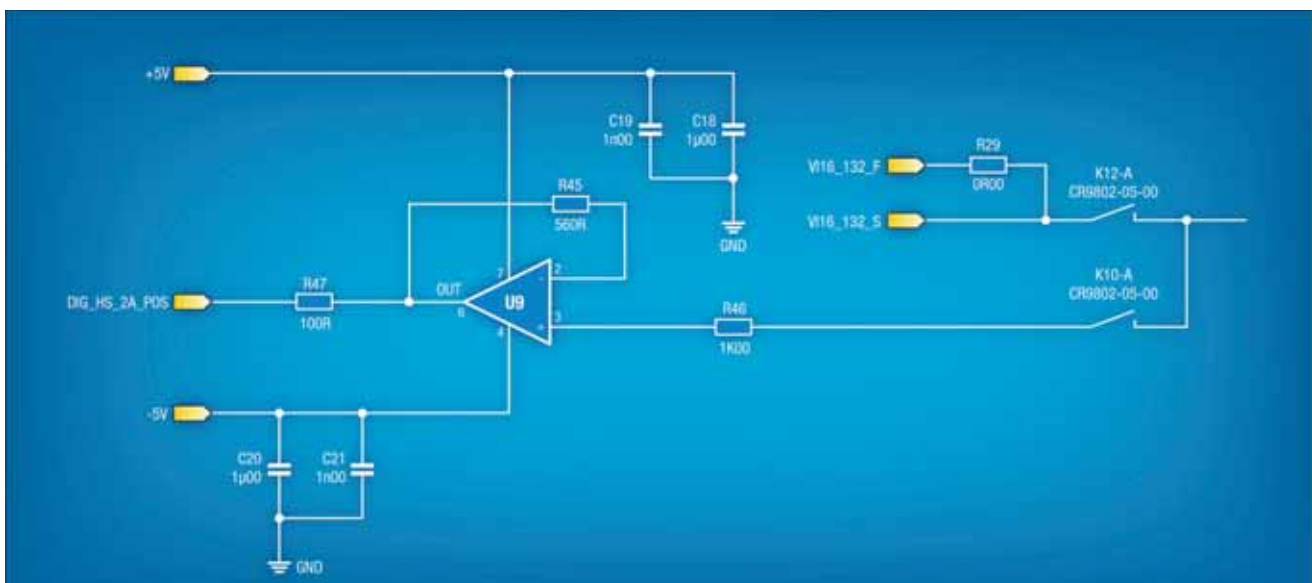 +5V
C19
1n00
C18
1µ00
R29
0R00
VI16_132_F
K12-A
CR9802-05-00
R45
560R
VI16_132_S
GND
7
2
-
K10-A
CR9802-05-00
R47
100R
DIG_HS_2A_POS
OUT
6
U9
R46
1K00
3
+
4
-5V
C20
1µ00
C21
1n00
GND